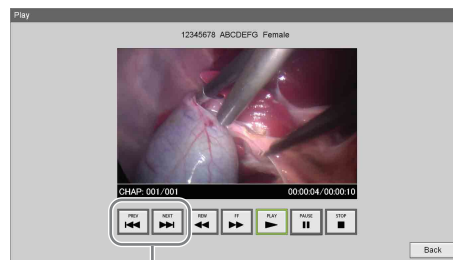 Play
12345678 ABCDEFG Female
CHAP: 001/001 00:00:04/00:00:10
PREV NEXT REW FF PLAY PAUSE STOP
Back